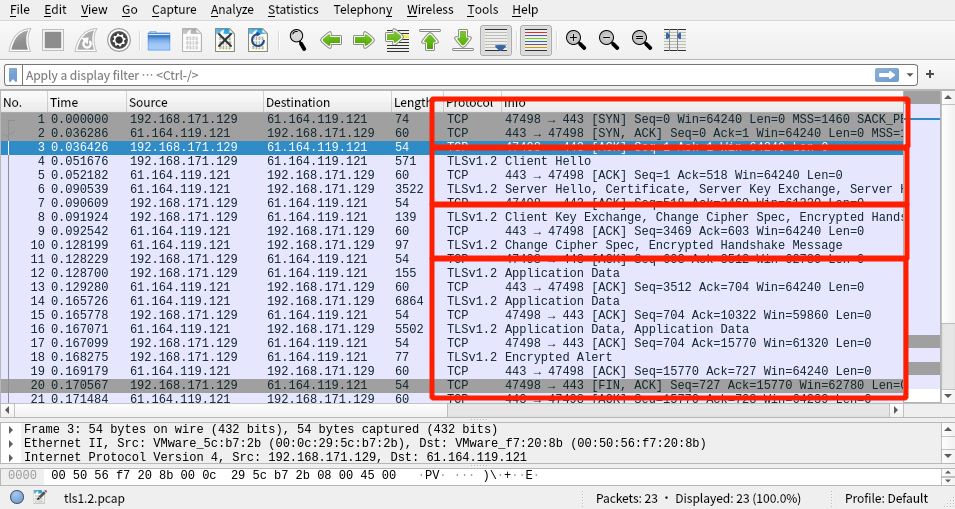 File Edit View Go Capture Analyze Statistics Telephony Wireless Tools Help
Apply a display filter ··· <Ctrl-/>
No. Time Source Destination Length Protocol Info
1 0.000000 192.168.171.129 61.164.119.121 74 TCP 47498 → 443 [SYN] Seq=0 Win=64240 Len=0 MSS=1460 SACK_P
2 0.036286 61.164.119.121 192.168.171.129 60 TCP 443 → 47498 [SYN, ACK] Seq=0 Ack=1 Win=64240 Len=0 MSS=
3 0.036426 192.168.171.129 61.164.119.121 54 TCP 47498 → 443 [ACK] Seq=1 Ack=1 Win=64240 Len=0
4 0.051676 192.168.171.129 61.164.119.121 571 TLSv1.2 Client Hello
5 0.052182 61.164.119.121 192.168.171.129 60 TCP 443 → 47498 [ACK] Seq=1 Ack=518 Win=64240 Len=0
6 0.090539 61.164.119.121 192.168.171.129 3522 TLSv1.2 Server Hello, Certificate, Server Key Exchange, Server H
7 0.090609 192.168.171.129 61.164.119.121 54 TCP 47498 → 443 [ACK] Seq=518 Ack=3469 Len=0
8 0.091924 192.168.171.129 61.164.119.121 139 TLSv1.2 Client Key Exchange, Change Cipher Spec, Encrypted Hands
9 0.092542 61.164.119.121 192.168.171.129 60 TCP 443 → 47498 [ACK] Seq=3469 Ack=603 Win=64240 Len=0
10 0.128199 61.164.119.121 192.168.171.129 97 TLSv1.2 Change Cipher Spec, Encrypted Handshake Message
11 0.128229 192.168.171.129 61.164.119.121 54 TCP 47498 → 443 [ACK] Seq=603 Ack=3512 Len=0
12 0.128700 192.168.171.129 61.164.119.121 155 TLSv1.2 Application Data
13 0.129280 61.164.119.121 192.168.171.129 60 TCP 443 → 47498 [ACK] Seq=3512 Ack=704 Win=64240 Len=0
14 0.165726 61.164.119.121 192.168.171.129 6864 TLSv1.2 Application Data
15 0.165778 192.168.171.129 61.164.119.121 54 TCP 47498 → 443 [ACK] Seq=704 Ack=10322 Win=59860 Len=0
16 0.167071 61.164.119.121 192.168.171.129 5502 TLSv1.2 Application Data, Application Data
17 0.167099 192.168.171.129 61.164.119.121 54 TCP 47498 → 443 [ACK] Seq=704 Ack=15770 Win=61320 Len=0
18 0.168275 192.168.171.129 61.164.119.121 77 TLSv1.2 Encrypted Alert
19 0.169179 61.164.119.121 192.168.171.129 60 TCP 443 → 47498 [ACK] Seq=15770 Ack=727 Win=64240 Len=0
20 0.170567 192.168.171.129 61.164.119.121 54 TCP 47498 → 443 [FIN, ACK] Seq=727 Ack=15770 Win=62780 Len=
21 0.171484 61.164.119.121 192.168.171.129 60 TCP 443 → 47498 [ACK] Seq=15770 Ack=728 Len=0
Frame 3: 54 bytes on wire (432 bits), 54 bytes captured (432 bits)
Ethernet II, Src: VMware_5c:b7:2b (00:0c:29:5c:b7:2b), Dst: VMware_f7:20:8b (00:50:56:f7:20:8b)
Internet Protocol Version 4, Src: 192.168.171.129, Dst: 61.164.119.121
0000 00 50 56 f7 20 8b 00 0c 29 5c b7 2b 08 00 45 00 ·PV· ··· )\·+··E·
tls1.2.pcap Packets: 23 · Displayed: 23 (100.0%) Profile: Default